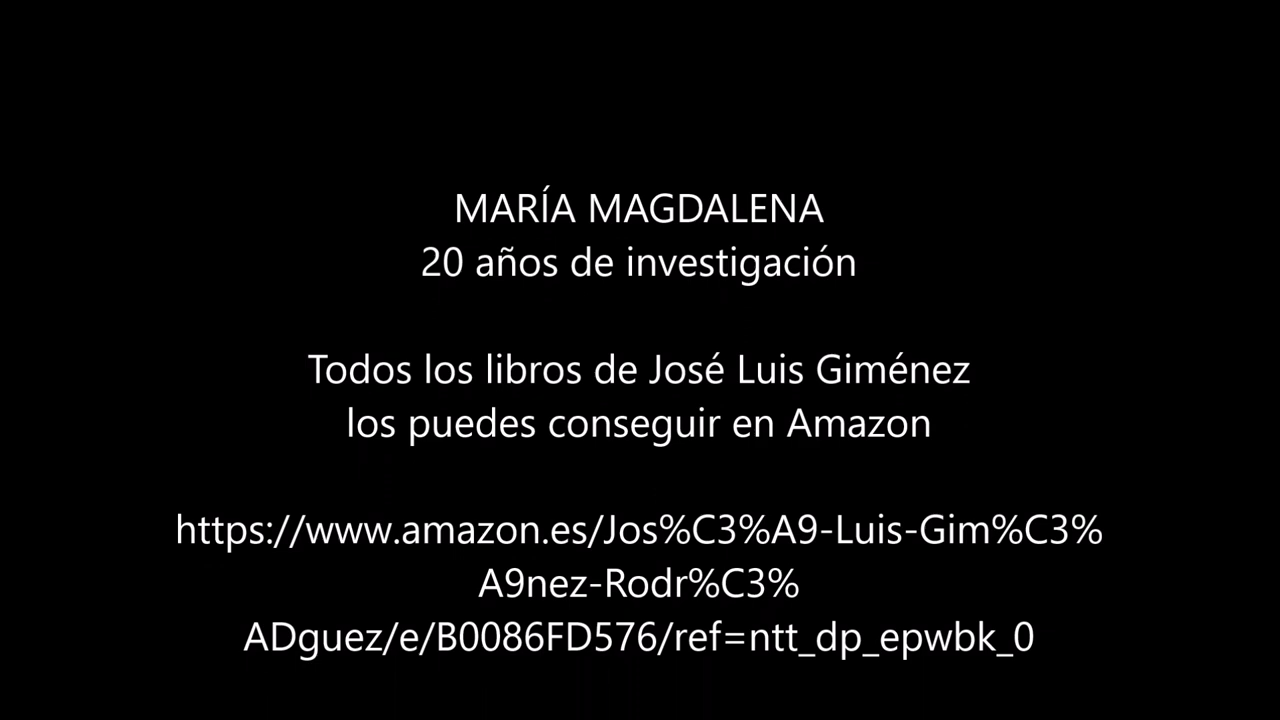 MARÍA MAGDALENA
20 años de investigación
Todos los libros de José Luis Giménez
los puedes conseguir en Amazon
https://www.amazon.es/Jos%C3%A9-Luis-Gim%C3%
A9nez-Rodr%C3%
ADguez/e/B0086FD576/ref=ntt_dp_epwbk_0